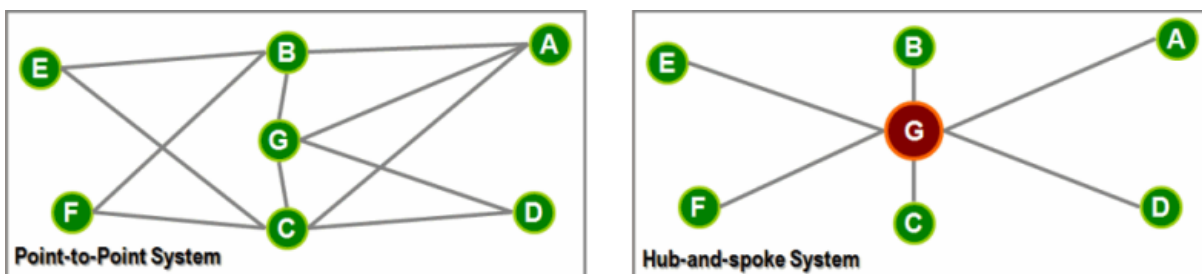 B
A
E
G
F
C
D
Point-to-Point System
A
B
E
G
F
D
C
Hub-and-spoke System